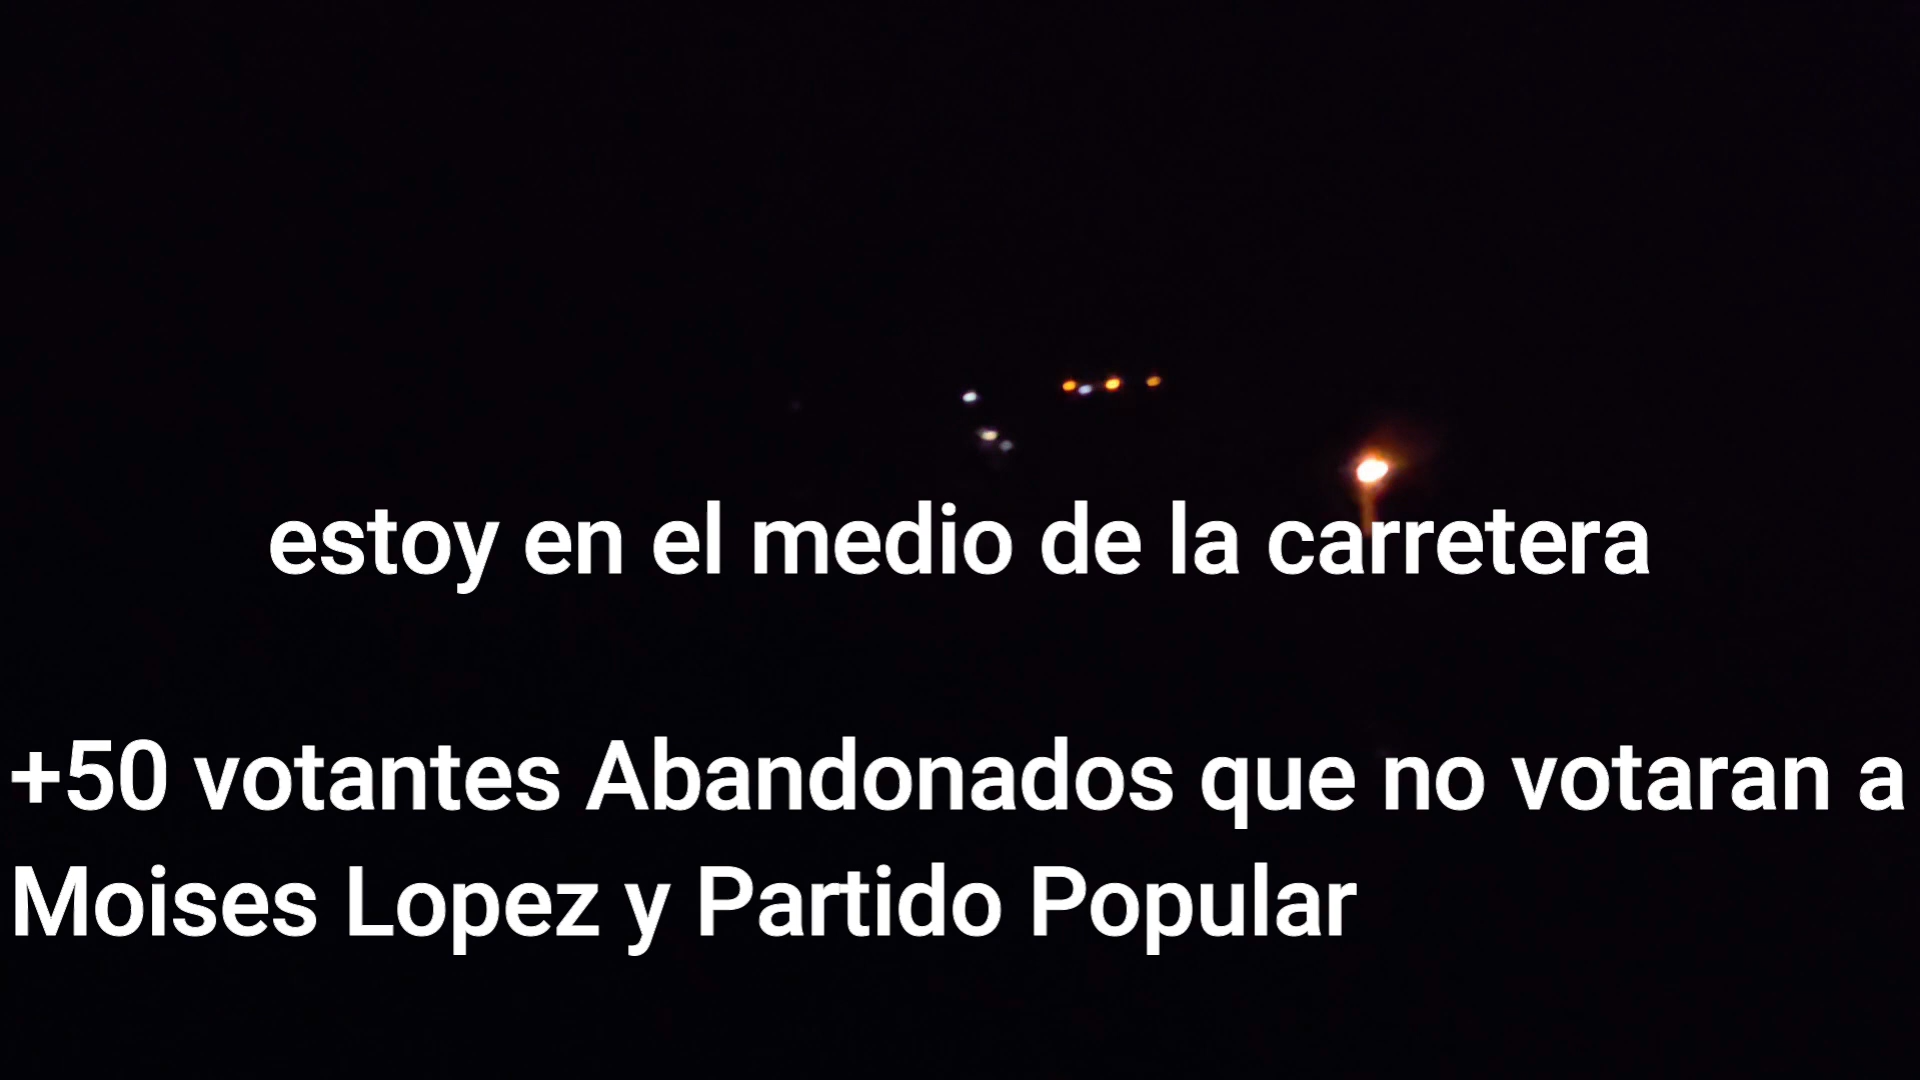 estoy en el medio de la carretera
+50 votantes Abandonados que no votaran a
Moises Lopez y Partido Popular